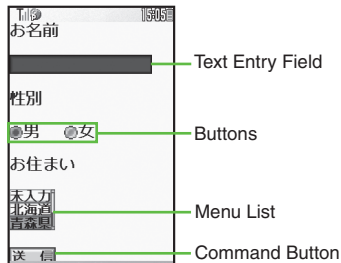 15:05
お名前
Text Entry Field
性別
男 女
Buttons
お住まい
未入力
北海道
青森県
Menu List
送 信
Command Button